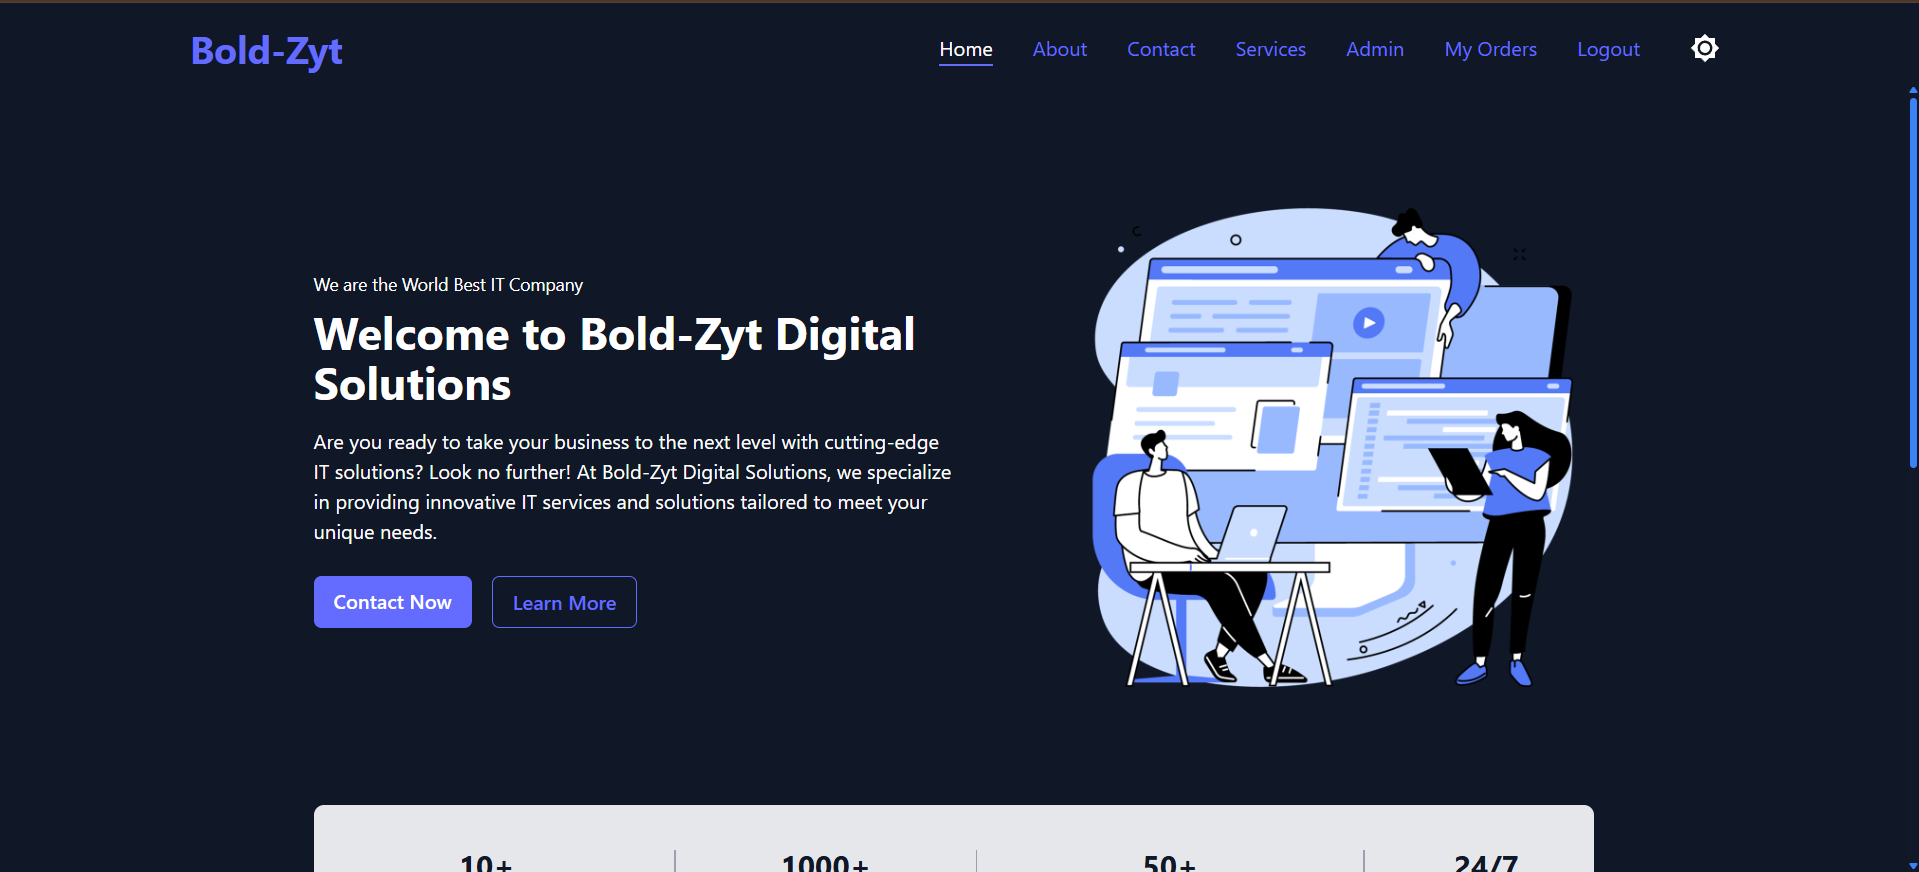 Bold-Zyt
Home About Contact Services Admin My Orders Logout
We are the World Best IT Company
Welcome to Bold-Zyt Digital
Solutions
Are you ready to take your business to the next level with cutting-edge
IT solutions? Look no further! At Bold-Zyt Digital Solutions, we specialize
in providing innovative IT services and solutions tailored to meet your
unique needs.
Contact Now Learn More
10+ 1000+ 50+ 24/7